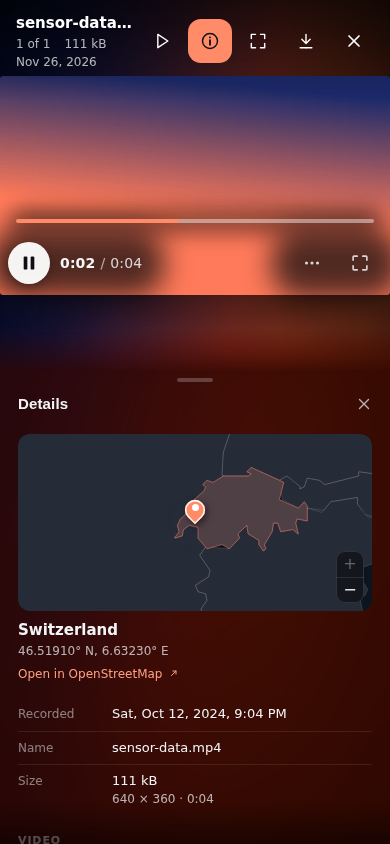 sensor-data…
1 of 1 111 kB
Nov 26, 2026
0:02 / 0:04
Details
Switzerland
46.51910° N, 6.63230° E
Open in OpenStreetMap ↗
Recorded Sat, Oct 12, 2024, 9:04 PM
Name sensor-data.mp4
Size 111 kB
640 × 360 · 0:04
VIDEO